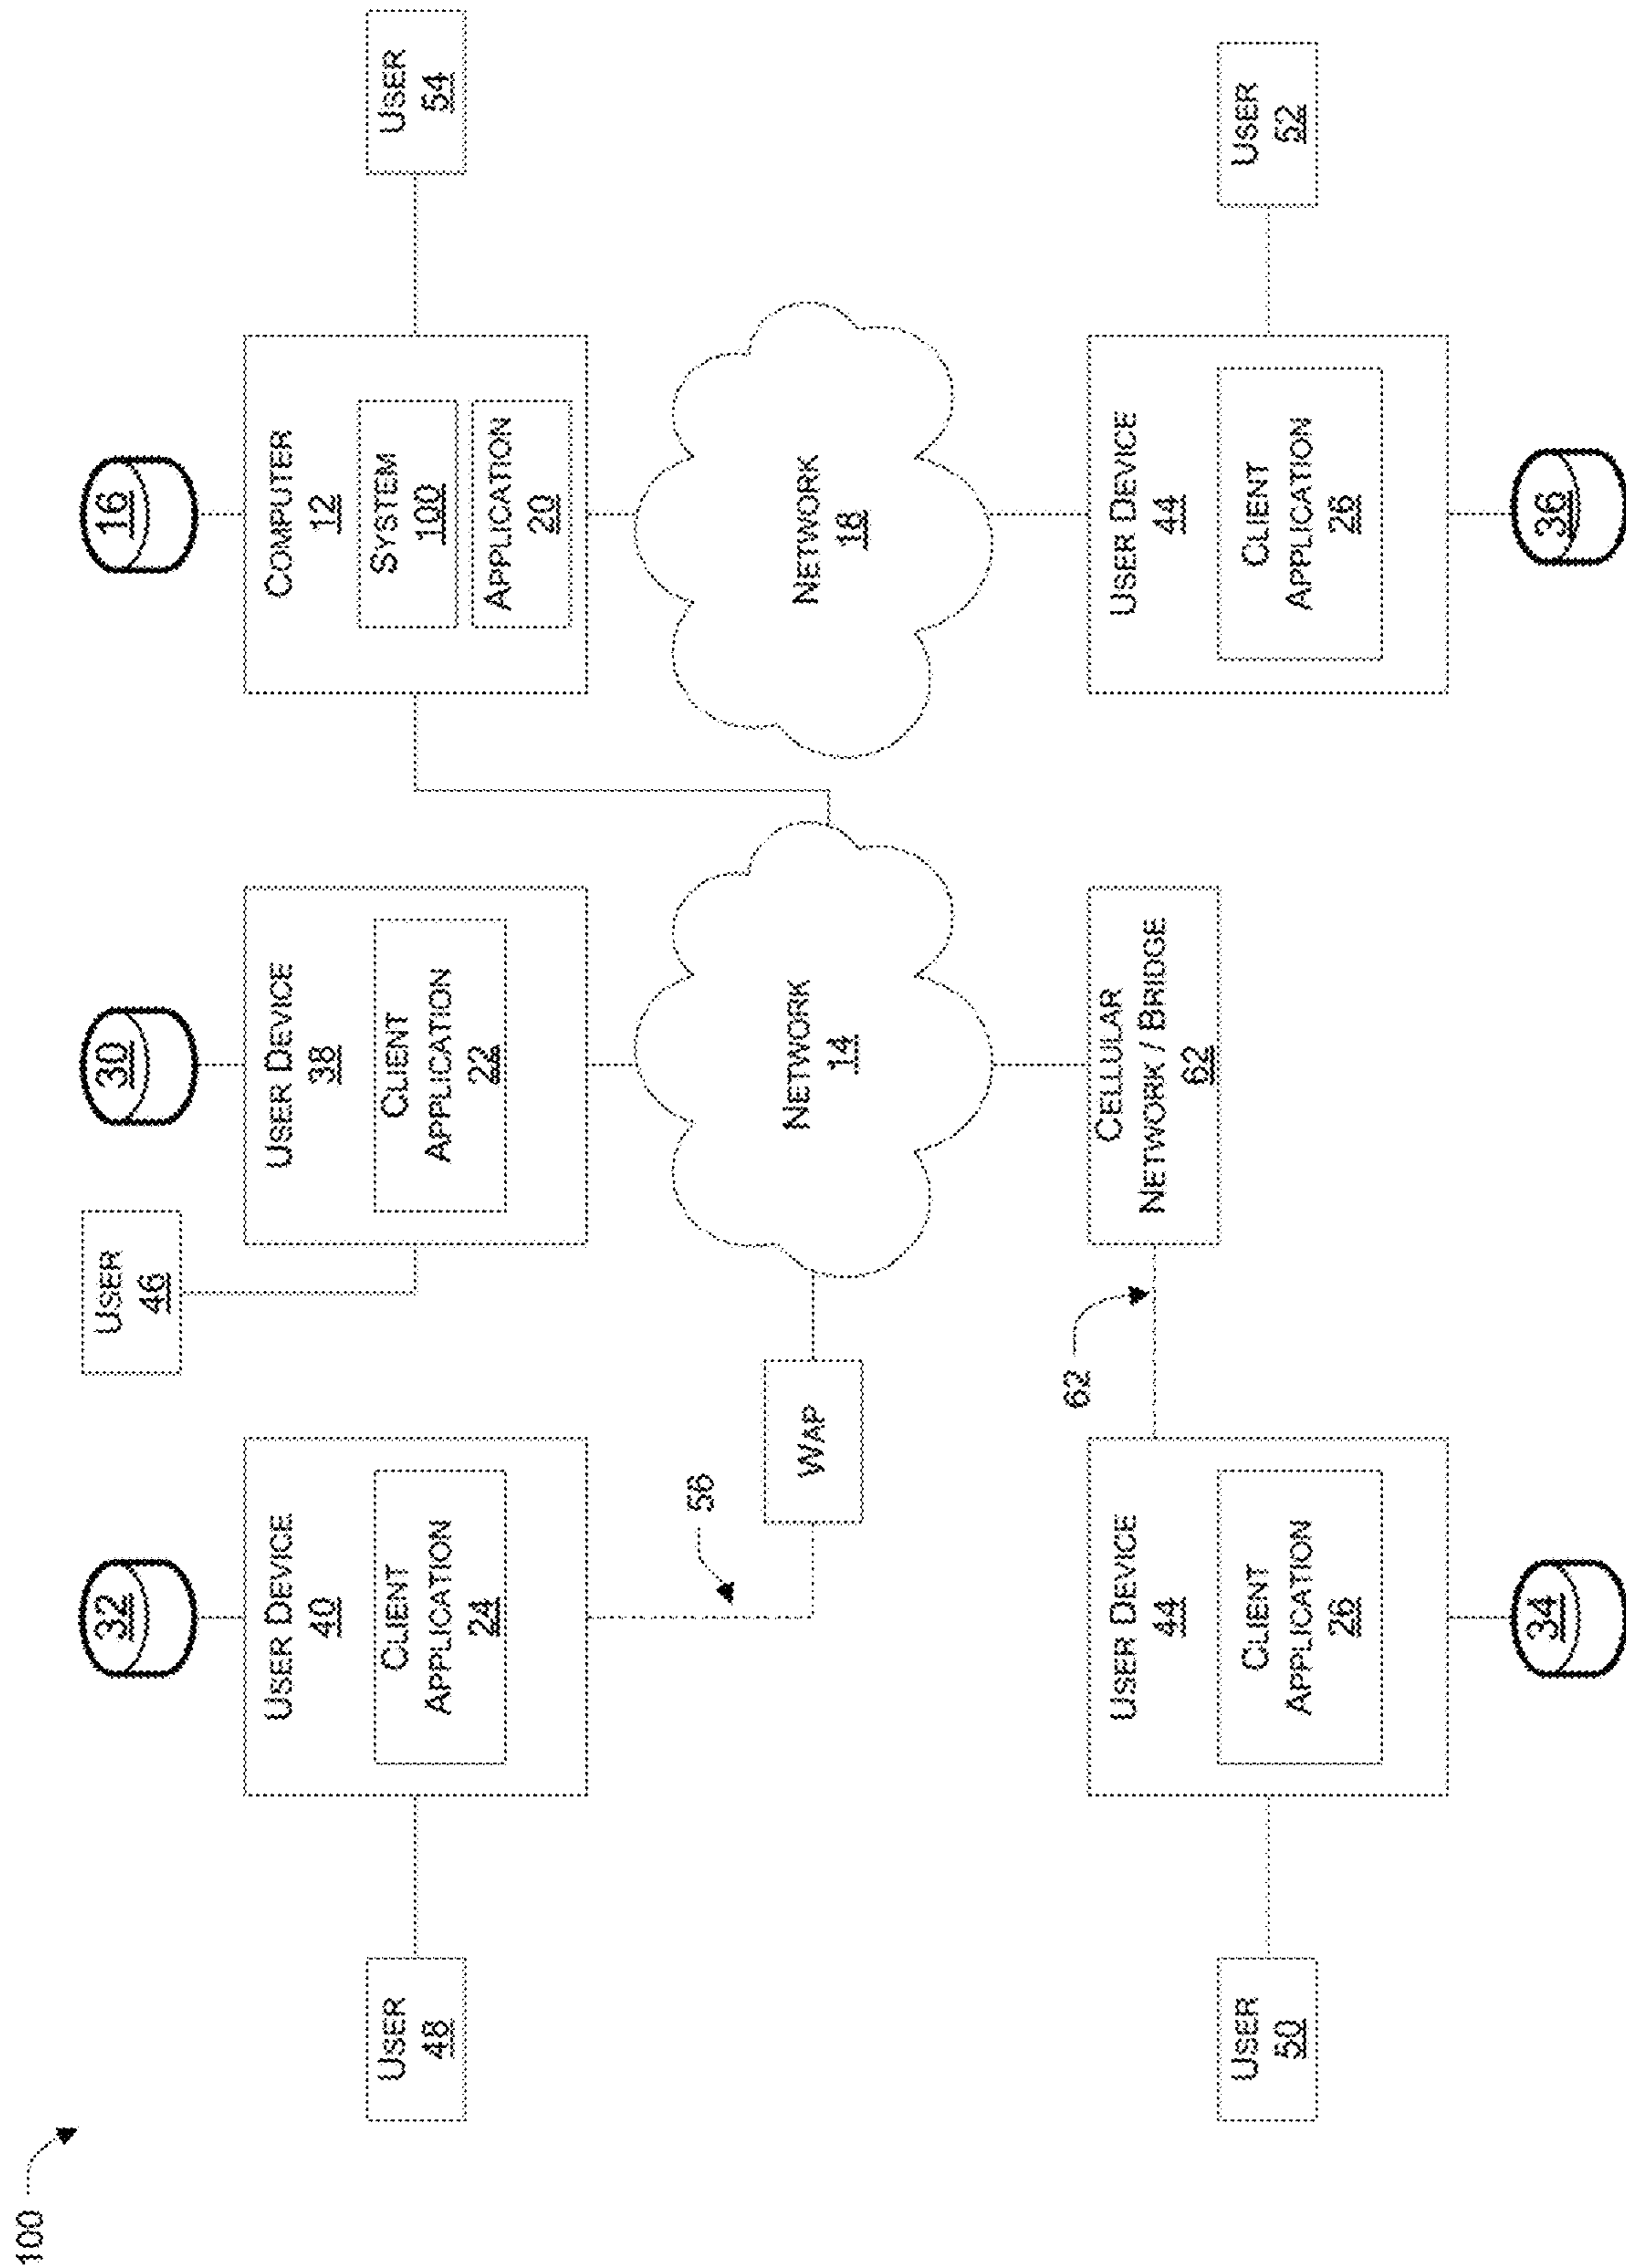 100
32
30
16
USER
46
USER DEVICE
40
CLIENT
APPLICATION
24
USER DEVICE
38
CLIENT
APPLICATION
22
COMPUTER
12
SYSTEM
100
APPLICATION
20
USER
48
USER
54
56
WAP
NETWORK
14
NETWORK
18
62
CELLULAR
NETWORK / BRIDGE
62
USER DEVICE
44
CLIENT
APPLICATION
26
USER DEVICE
44
CLIENT
APPLICATION
26
USER
50
USER
52
34
36